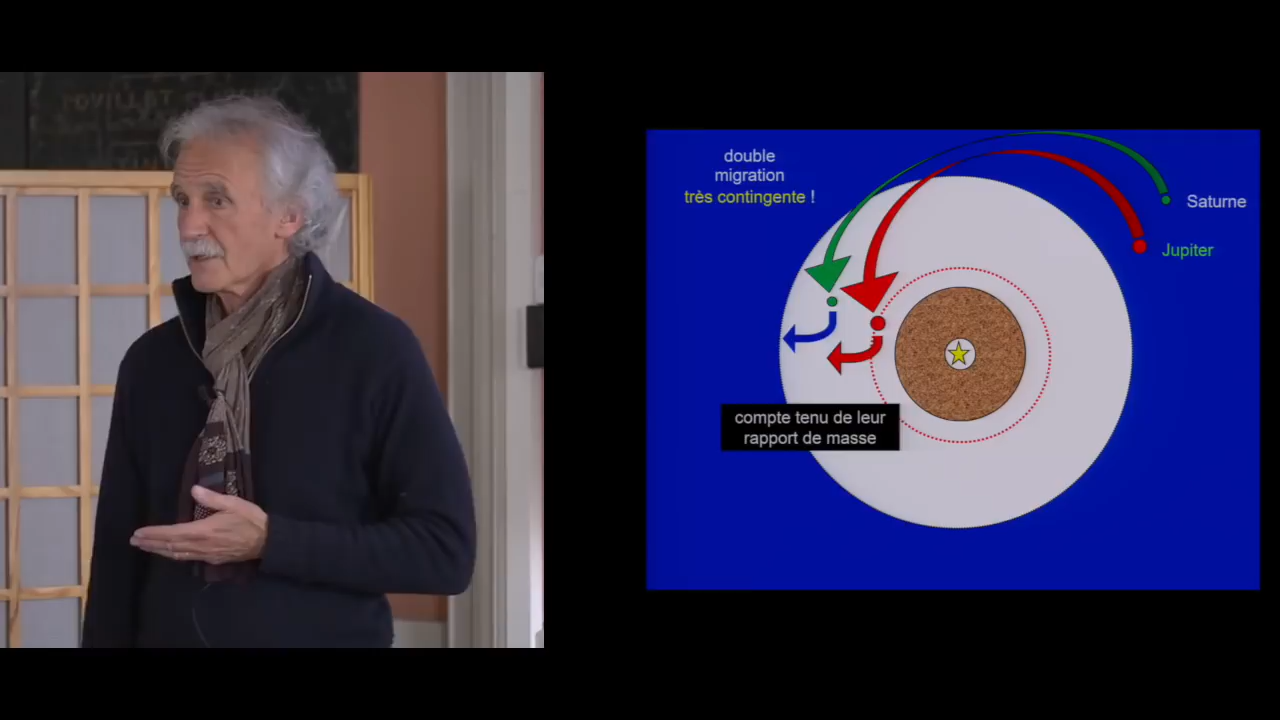 double
migration
très contingente !
Saturne
Jupiter
compte tenu de leur
rapport de masse